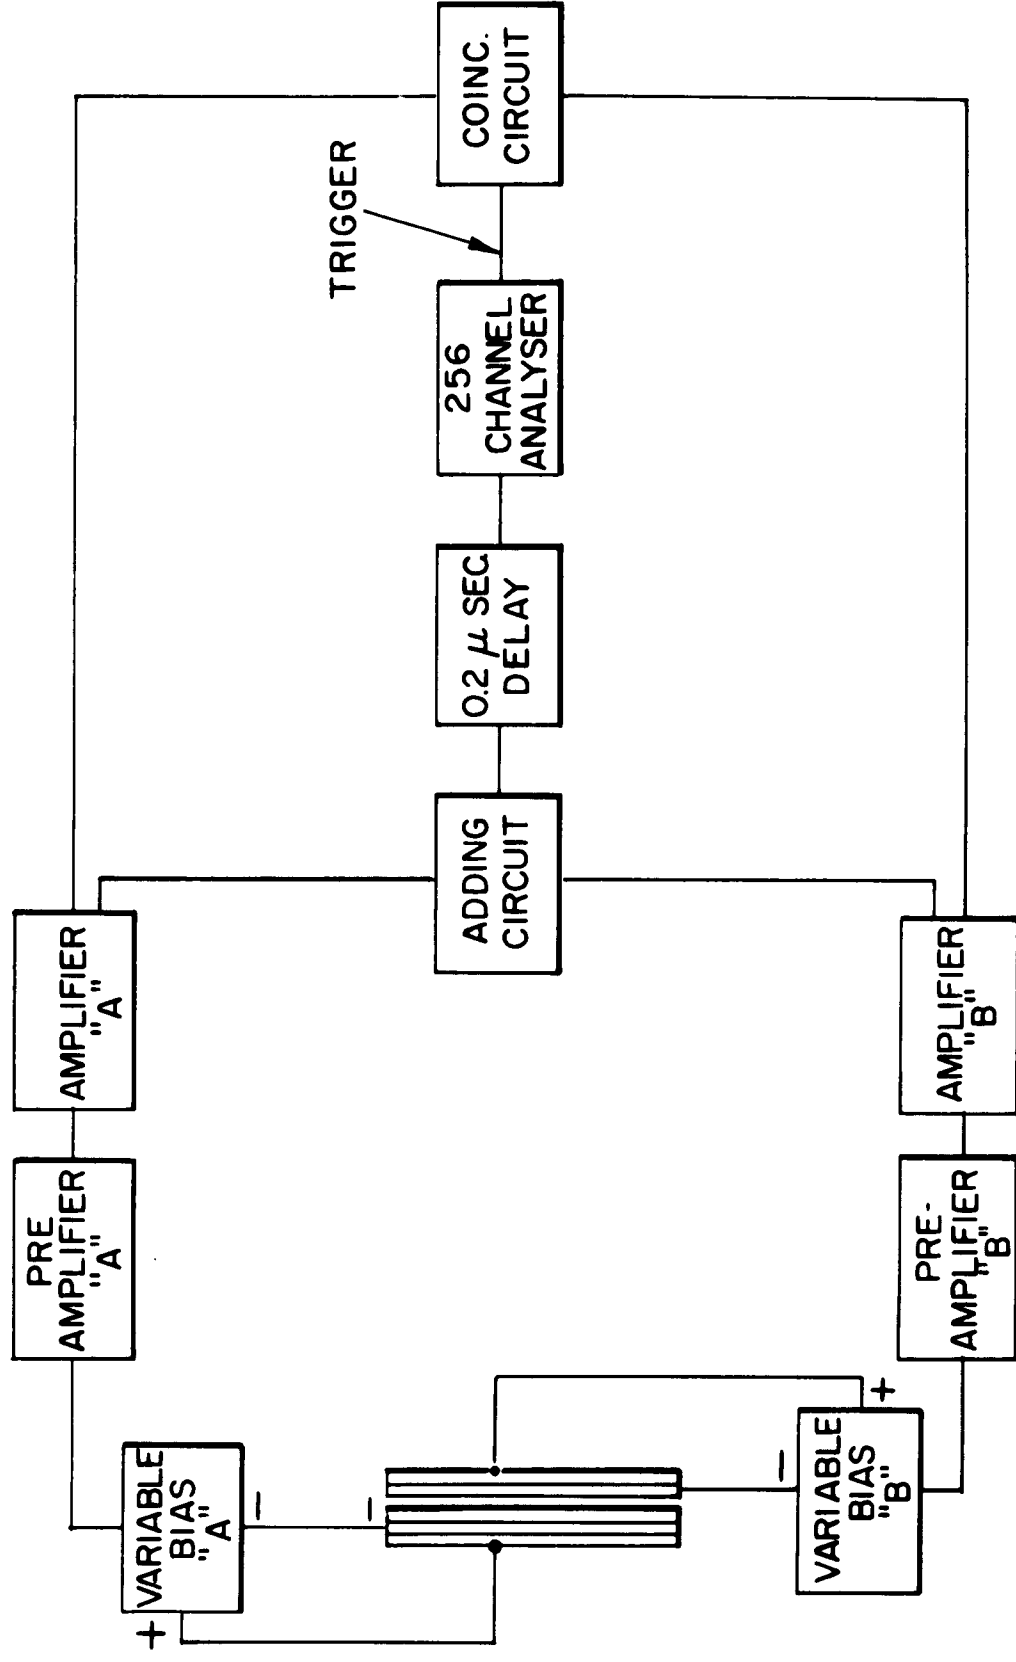 VARIABLE
BIAS
"A"
+
−
−
PRE
AMPLIFIER
"A"
AMPLIFIER
"A"
ADDING
CIRCUIT
0.2 μ SEC.
DELAY
256
CHANNEL
ANALYSER
TRIGGER
COINC.
CIRCUIT
VARIABLE
BIAS
"B"
−
+
PRE-
AMPLIFIER
"B"
AMPLIFIER
"B"